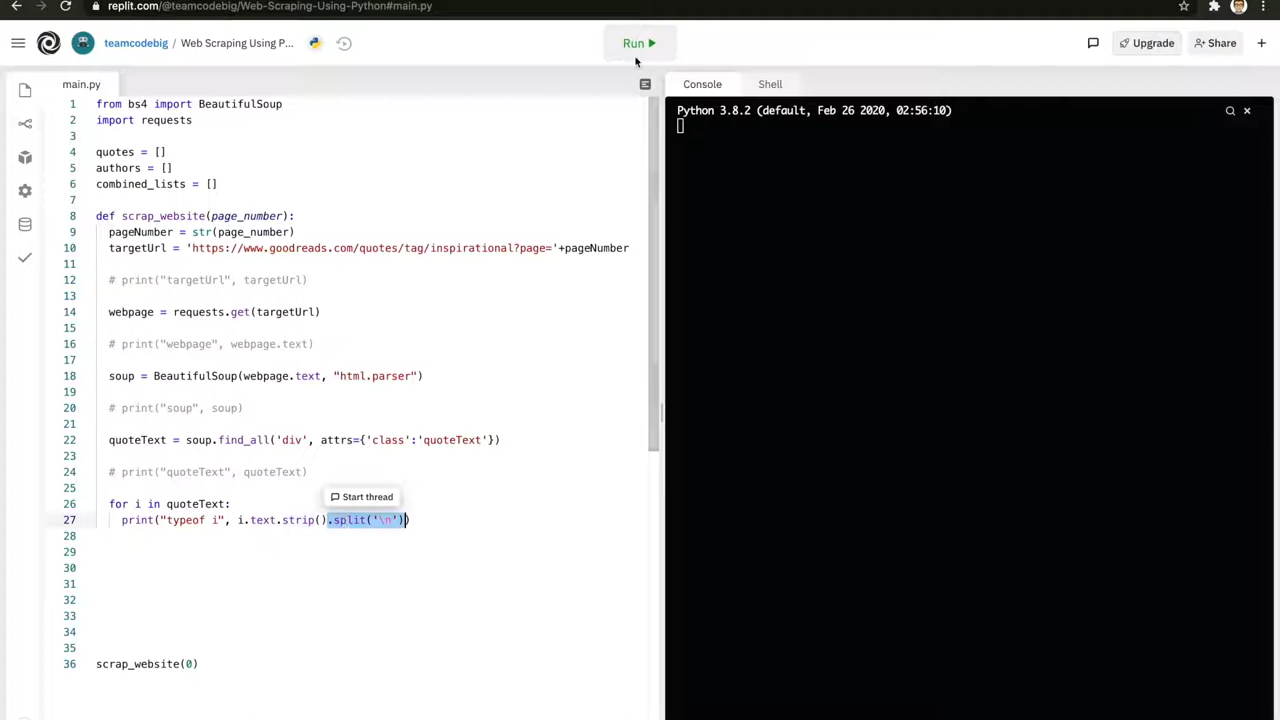 replit.com/@teamcodebig/Web-Scraping-Using-Python#main.py
teamcodebig / Web Scraping Using P...
Run
Upgrade
Share
main.py
Console
Shell
1 from bs4 import BeautifulSoup
2 import requests
3
4 quotes = []
5 authors = []
6 combined_lists = []
7
8 def scrap_website(page_number):
9 pageNumber = str(page_number)
10 targetUrl = 'https://www.goodreads.com/quotes/tag/inspirational?page='+pageNumber
11
12 # print("targetUrl", targetUrl)
13
14 webpage = requests.get(targetUrl)
15
16 # print("webpage", webpage.text)
17
18 soup = BeautifulSoup(webpage.text, "html.parser")
19
20 # print("soup", soup)
21
22 quoteText = soup.find_all('div', attrs={'class':'quoteText'})
23
24 # print("quoteText", quoteText)
25
26 for i in quoteText:
Start thread
27 print("typeof i", i.text.strip().split('\n'))
28
29
30
31
32
33
34
35
36 scrap_website(0)
Python 3.8.2 (default, Feb 26 2020, 02:56:10)